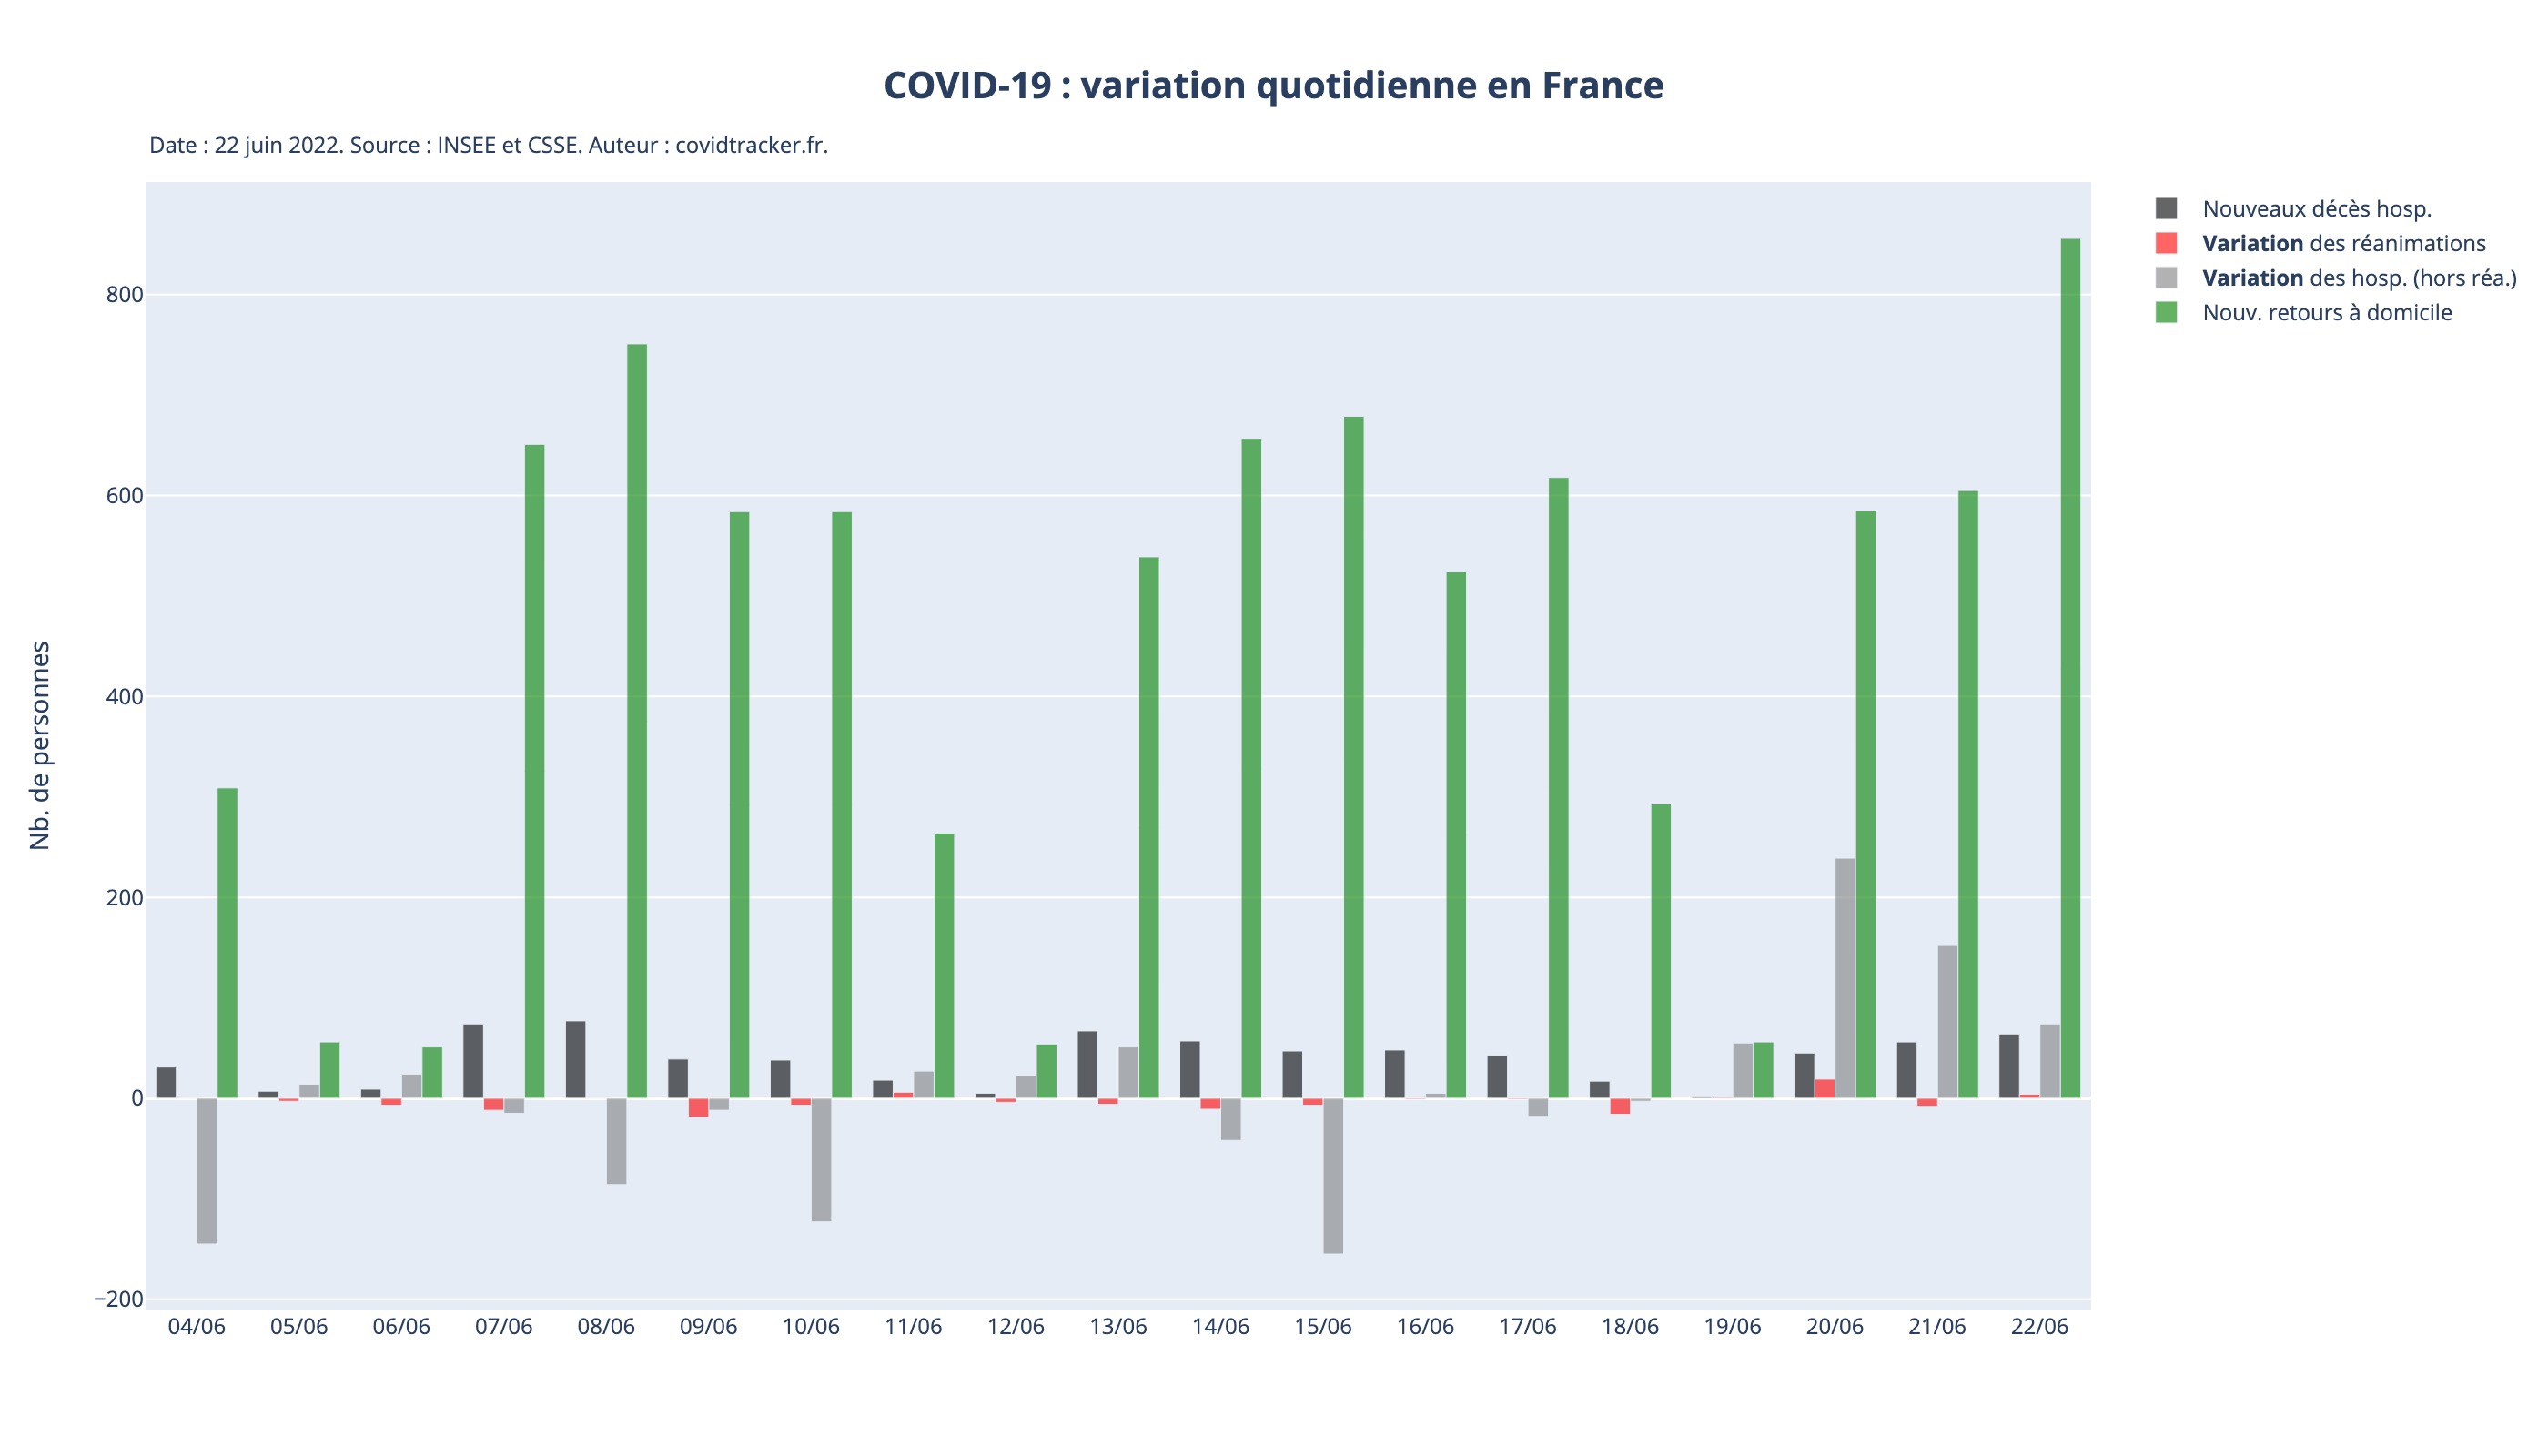 COVID-19 : variation quotidienne en France
Date : 22 juin 2022. Source : INSEE et CSSE. Auteur : covidtracker.fr.
Nouveaux décès hosp.
Variation des réanimations
Variation des hosp. (hors réa.)
Nouv. retours à domicile
Nb. de personnes
800
600
400
200
0
−200
04/06 05/06 06/06 07/06 08/06 09/06 10/06 11/06 12/06 13/06 14/06 15/06 16/06 17/06 18/06 19/06 20/06 21/06 22/06